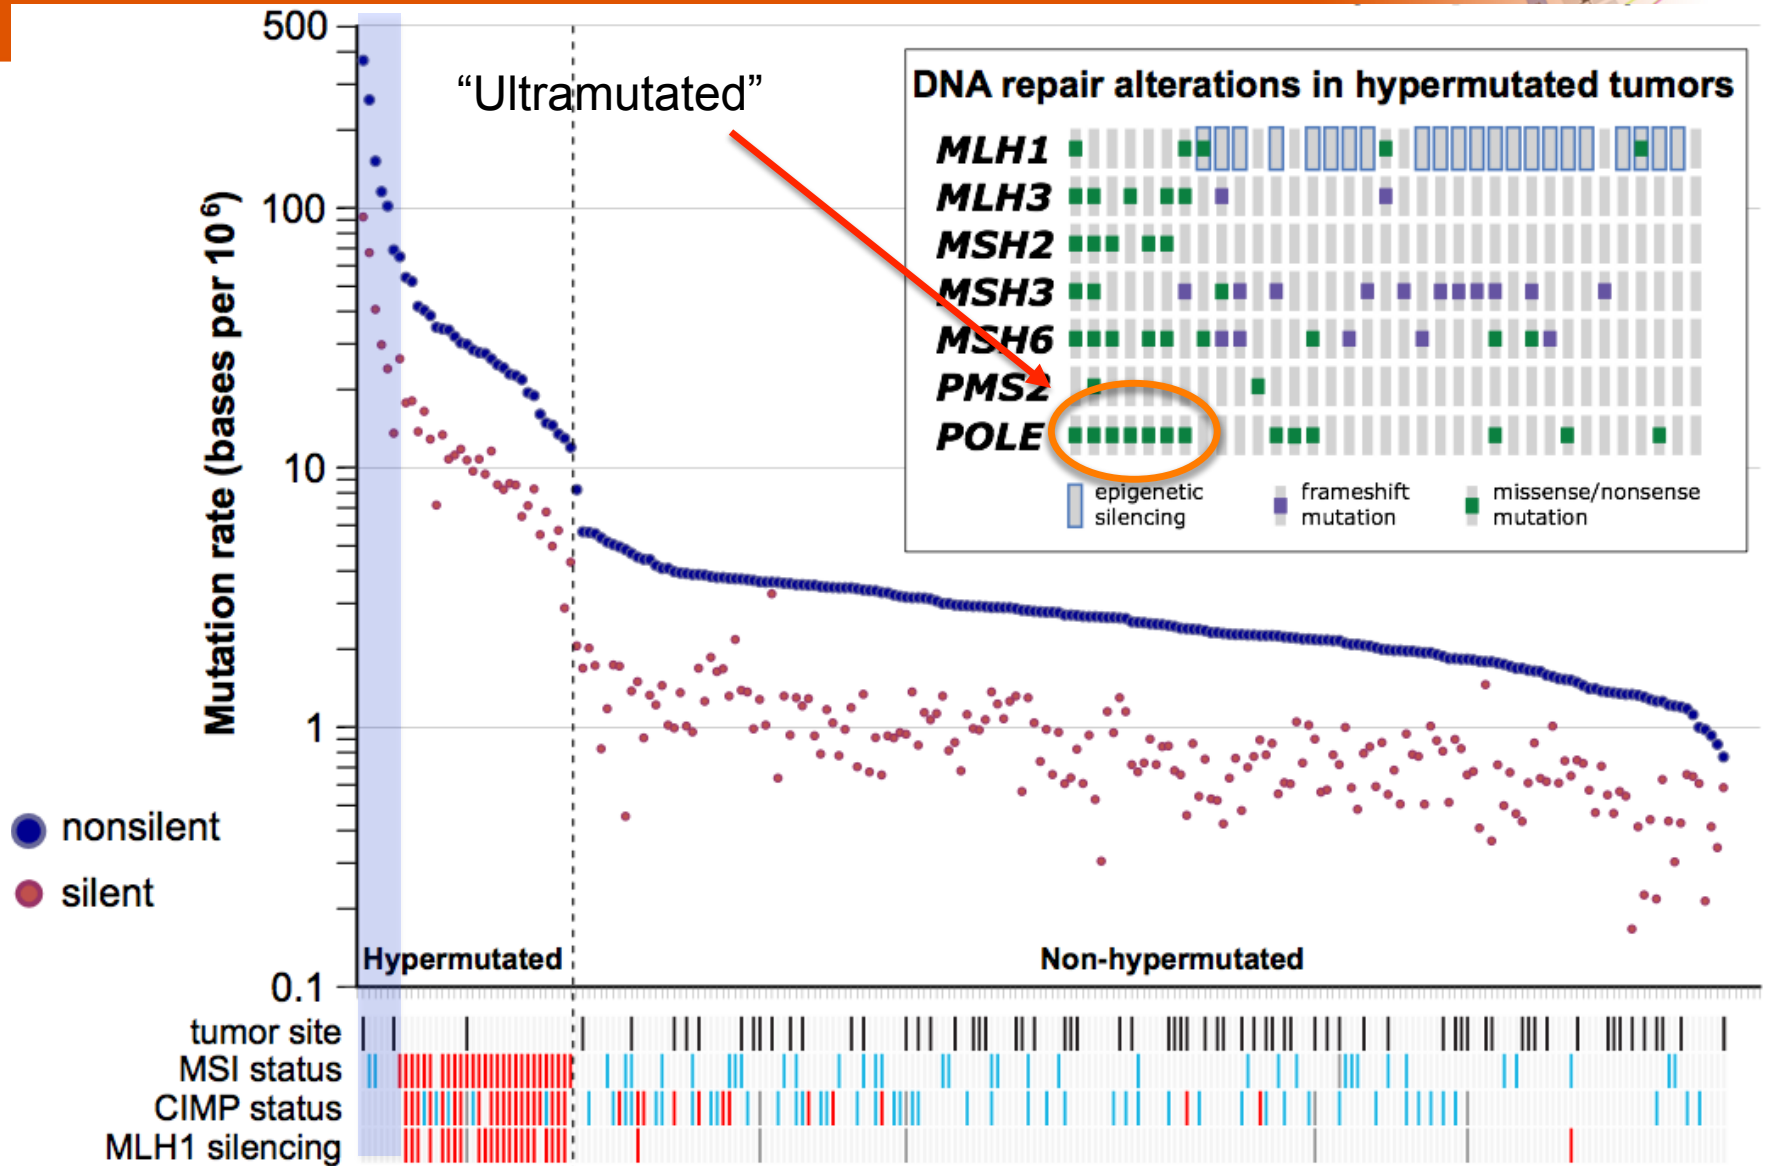 500
100
10
1
0.1
Mutation rate (bases per 10⁶)
“Ultramutated”
DNA repair alterations in hypermutated tumors
MLH1
MLH3
MSH2
MSH3
MSH6
PMS2
POLE
epigenetic silencing
frameshift mutation
missense/nonsense mutation
nonsilent
silent
Hypermutated
Non-hypermutated
tumor site
MSI status
CIMP status
MLH1 silencing